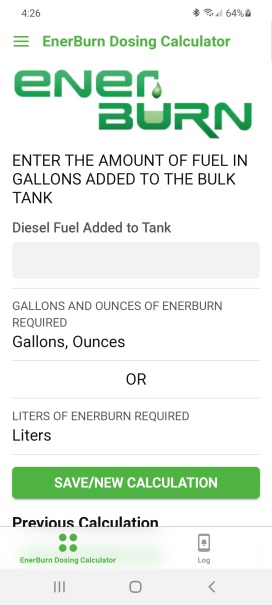 4:26
64%
EnerBurn Dosing Calculator
ener
BURN
ENTER THE AMOUNT OF FUEL IN
GALLONS ADDED TO THE BULK
TANK
Diesel Fuel Added to Tank
GALLONS AND OUNCES OF ENERBURN
REQUIRED
Gallons, Ounces
OR
LITERS OF ENERBURN REQUIRED
Liters
SAVE/NEW CALCULATION
Previous Calculation
EnerBurn Dosing Calculator
Log